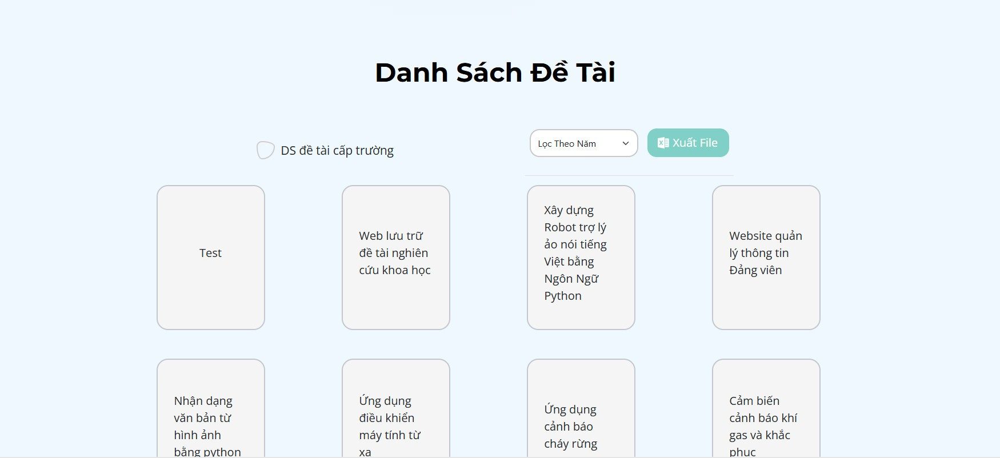 Danh Sách Đề Tài
DS đề tài cấp trường
Lọc Theo Năm
Xuất File
Test
Web lưu trữ
đề tài nghiên
cứu khoa học
Xây dựng
Robot trợ lý
ảo nói tiếng
Việt bằng
Ngôn Ngữ
Python
Website quản
lý thông tin
Đảng viên
Nhận dạng
văn bản từ
hình ảnh
bằng python
Ứng dụng
điều khiển
máy tính từ
xa
Ứng dụng
cảnh báo
cháy rừng
Cảm biến
cảnh báo khí
gas và khắc
phục